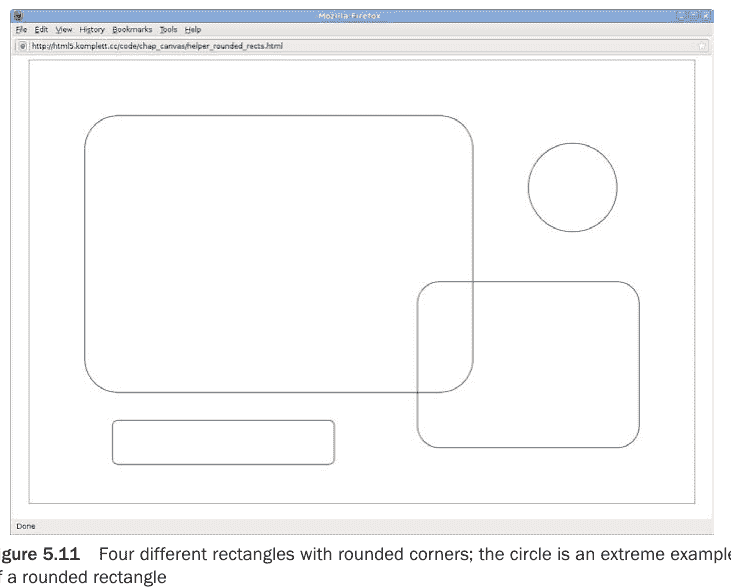 Mozilla Firefox
File Edit View History Bookmarks Tools Help
http://html5.komplett.cc/code/chap_canvas/helper_rounded_rects.html
Done
gure 5.11 Four different rectangles with rounded corners; the circle is an extreme example
f a rounded rectangle